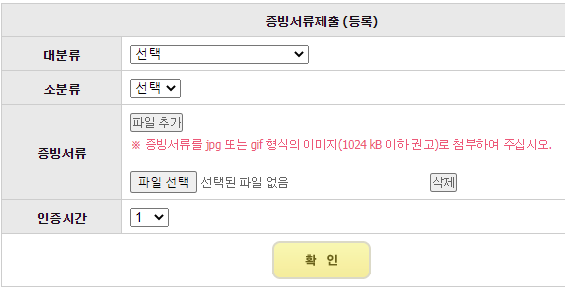 증빙서류제출 (등록)
대분류 선택
소분류 선택
파일 추가
※ 증빙서류를 jpg 또는 gif 형식의 이미지(1024 kB 이하 권고)로 첨부하여 주십시오.
증빙서류
파일 선택 선택된 파일 없음 삭제
인증시간 1
확 인